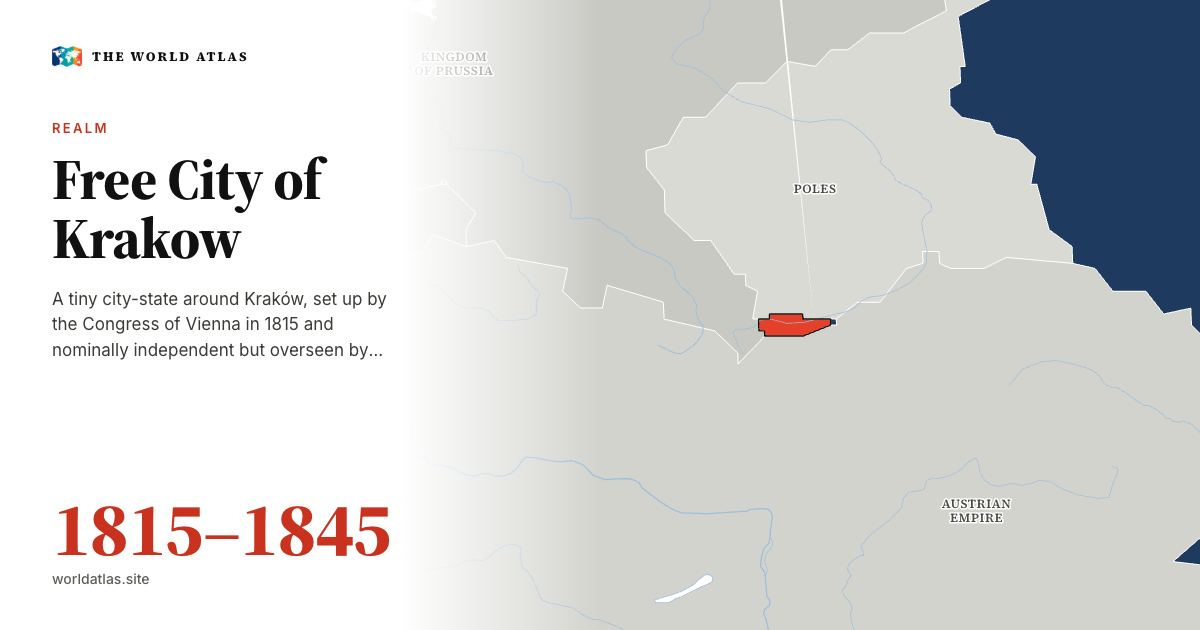 THE WORLD ATLAS
REALM
Free City of
Krakow
A tiny city-state around Kraków, set up by
the Congress of Vienna in 1815 and
nominally independent but overseen by...
1815–1845
worldatlas.site
KINGDOM
OF PRUSSIA
POLES
AUSTRIAN
EMPIRE